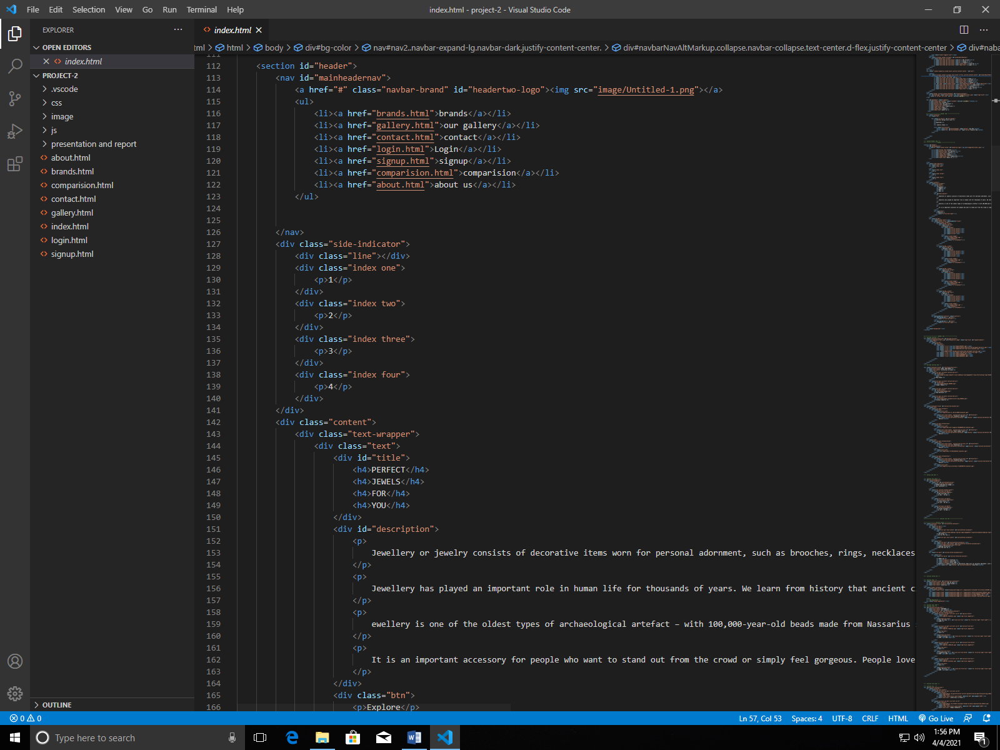 File Edit Selection View Go Run Terminal Help
index.html - project-2 - Visual Studio Code
EXPLORER
index.html
tml > html > body > div#bg-color > nav#nav2..navbar-expand-lg.navbar-dark.justify-content-center. > div#navbarNavAltMarkup.collapse.navbar-collapse.text-center.d-flex.justify-content-center > div#naba
OPEN EDITORS
index.html
PROJECT-2
.vscode
css
image
js
presentation and report
about.html
brands.html
comparision.html
contact.html
gallery.html
index.html
login.html
signup.html
OUTLINE
111
112 <section id="header">
113 <nav id="mainheadernav">
114 <a href="#" class="navbar-brand" id="headertwo-logo"><img src="image/Untitled-1.png"></a>
115 <ul>
116 <li><a href="brands.html">brands</a></li>
117 <li><a href="gallery.html">our gallery</a></li>
118 <li><a href="contact.html">contact</a></li>
119 <li><a href="login.html">Login</a></li>
120 <li><a href="signup.html">signup</a></li>
121 <li><a href="comparision.html">comparision</a></li>
122 <li><a href="about.html">about us</a></li>
123 </ul>
124
125
126 </nav>
127 <div class="side-indicator">
128 <div class="line"></div>
129 <div class="index one">
130 <p>1</p>
131 </div>
132 <div class="index two">
133 <p>2</p>
134 </div>
135 <div class="index three">
136 <p>3</p>
137 </div>
138 <div class="index four">
139 <p>4</p>
140 </div>
141 </div>
142 <div class="content">
143 <div class="text-wrapper">
144 <div class="text">
145 <div id="title">
146 <h4>PERFECT</h4>
147 <h4>JEWELS</h4>
148 <h4>FOR</h4>
149 <h4>YOU</h4>
150 </div>
151 <div id="description">
152 <p>
153 Jewellery or jewelry consists of decorative items worn for personal adornment, such as brooches, rings, necklaces
154 </p>
155 <p>
156 Jewellery has played an important role in human life for thousands of years. We learn from history that ancient c
157 </p>
158 <p>
159 ewellery is one of the oldest types of archaeological artefact – with 100,000-year-old beads made from Nassarius
160 </p>
161 <p>
162 It is an important accessory for people who want to stand out from the crowd or simply feel gorgeous. People love
163 </p>
164 </div>
165 <div class="btn">
166 <p>Explore</p>
0 0
Ln 57, Col 53 Spaces: 4 UTF-8 CRLF HTML Go Live
Type here to search
1:56 PM
4/4/2021
1